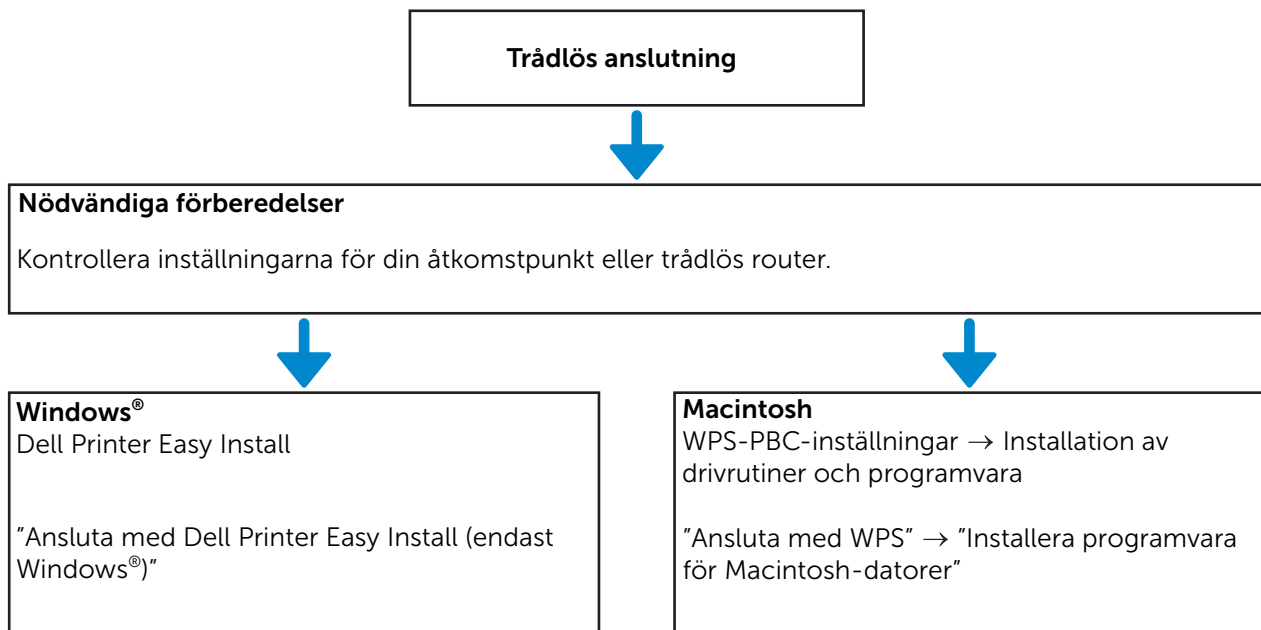 Trådlös anslutning
Nödvändiga förberedelser
Kontrollera inställningarna för din åtkomstpunkt eller trådlös router.
Windows®
Dell Printer Easy Install
"Ansluta med Dell Printer Easy Install (endast
Windows®)"
Macintosh
WPS-PBC-inställningar → Installation av
drivrutiner och programvara
"Ansluta med WPS" → "Installera programvara
för Macintosh-datorer"